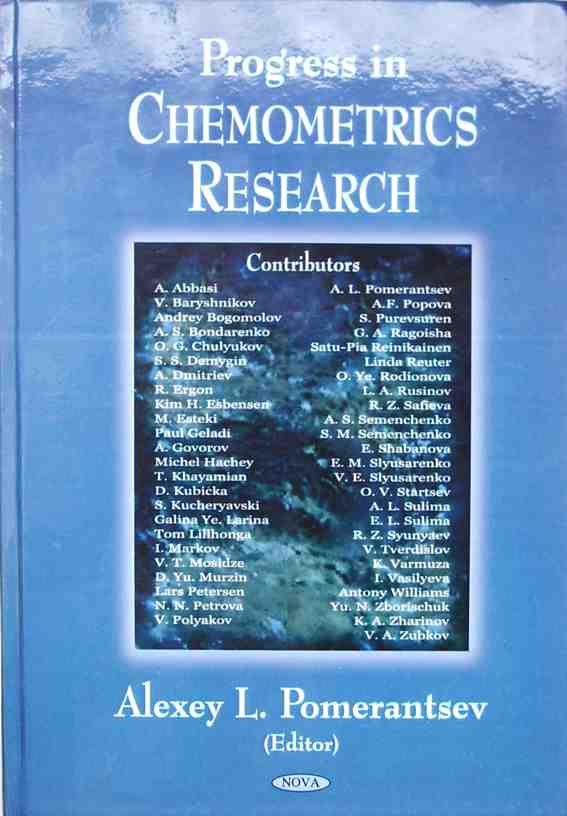 Progress in
CHEMOMETRICS
RESEARCH
Contributors
A. Abbasi
V. Baryshnikov
Andrey Bogomolov
A. S. Bondarenko
O. G. Chulyukov
S. S. Demygin
A. Dmitriev
R. Ergon
Kim H. Esbensen
M. Esteki
Paul Geladi
A. Govorov
Michel Hachey
T. Khayamian
D. Kubička
S. Kucheryavski
Galina Ye. Larina
Tom Lillhonga
I. Markov
V. T. Mosidze
D. Yu. Murzin
Lars Petersen
N. N. Petrova
V. Polyakov
A. L. Pomerantsev
A.F. Popova
S. Purevsuren
G. A. Ragoisha
Satu-Pia Reinikainen
Linda Reuter
O. Ye. Rodionova
L. A. Rusinov
R. Z. Safieva
A. S. Semenchenko
S. M. Semenchenko
E. Shabanova
E. M. Slyusarenko
V. E. Slyusarenko
O. V. Startsev
A. L. Sulima
E. L. Sulima
R. Z. Syunyaev
V. Tverdislov
K. Varmuza
I. Vasilyeva
Antony Williams
Yu. N. Zborischuk
K. A. Zharinov
V. A. Zubkov
Alexey L. Pomerantsev
(Editor)
NOVA